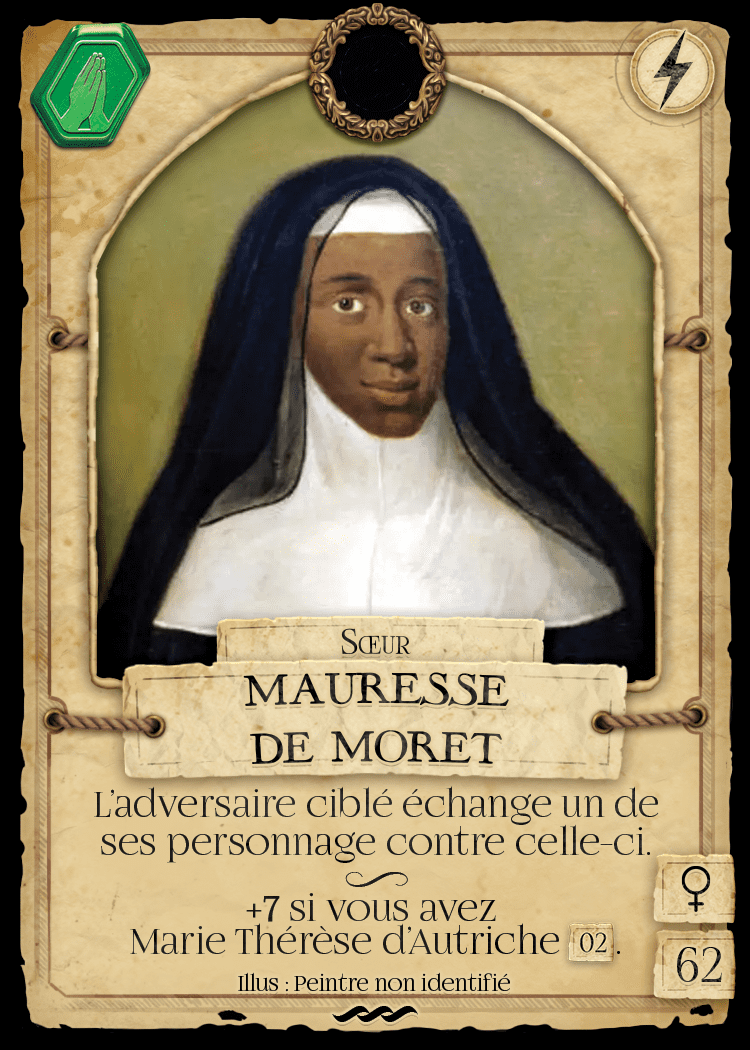 Sœur
MAURESSE
DE MORET
L'adversaire ciblé échange un de
ses personnage contre celle-ci.
+7 si vous avez
Marie Thérèse d'Autriche 02.
Illus : Peintre non identifié
♀
62